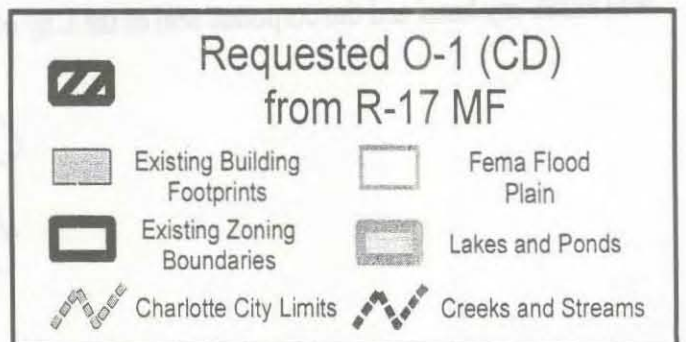 Requested O-1 (CD)
from R-17 MF
Existing Building
Footprints
Fema Flood
Plain
Existing Zoning
Boundaries
Lakes and Ponds
Charlotte City Limits
Creeks and Streams